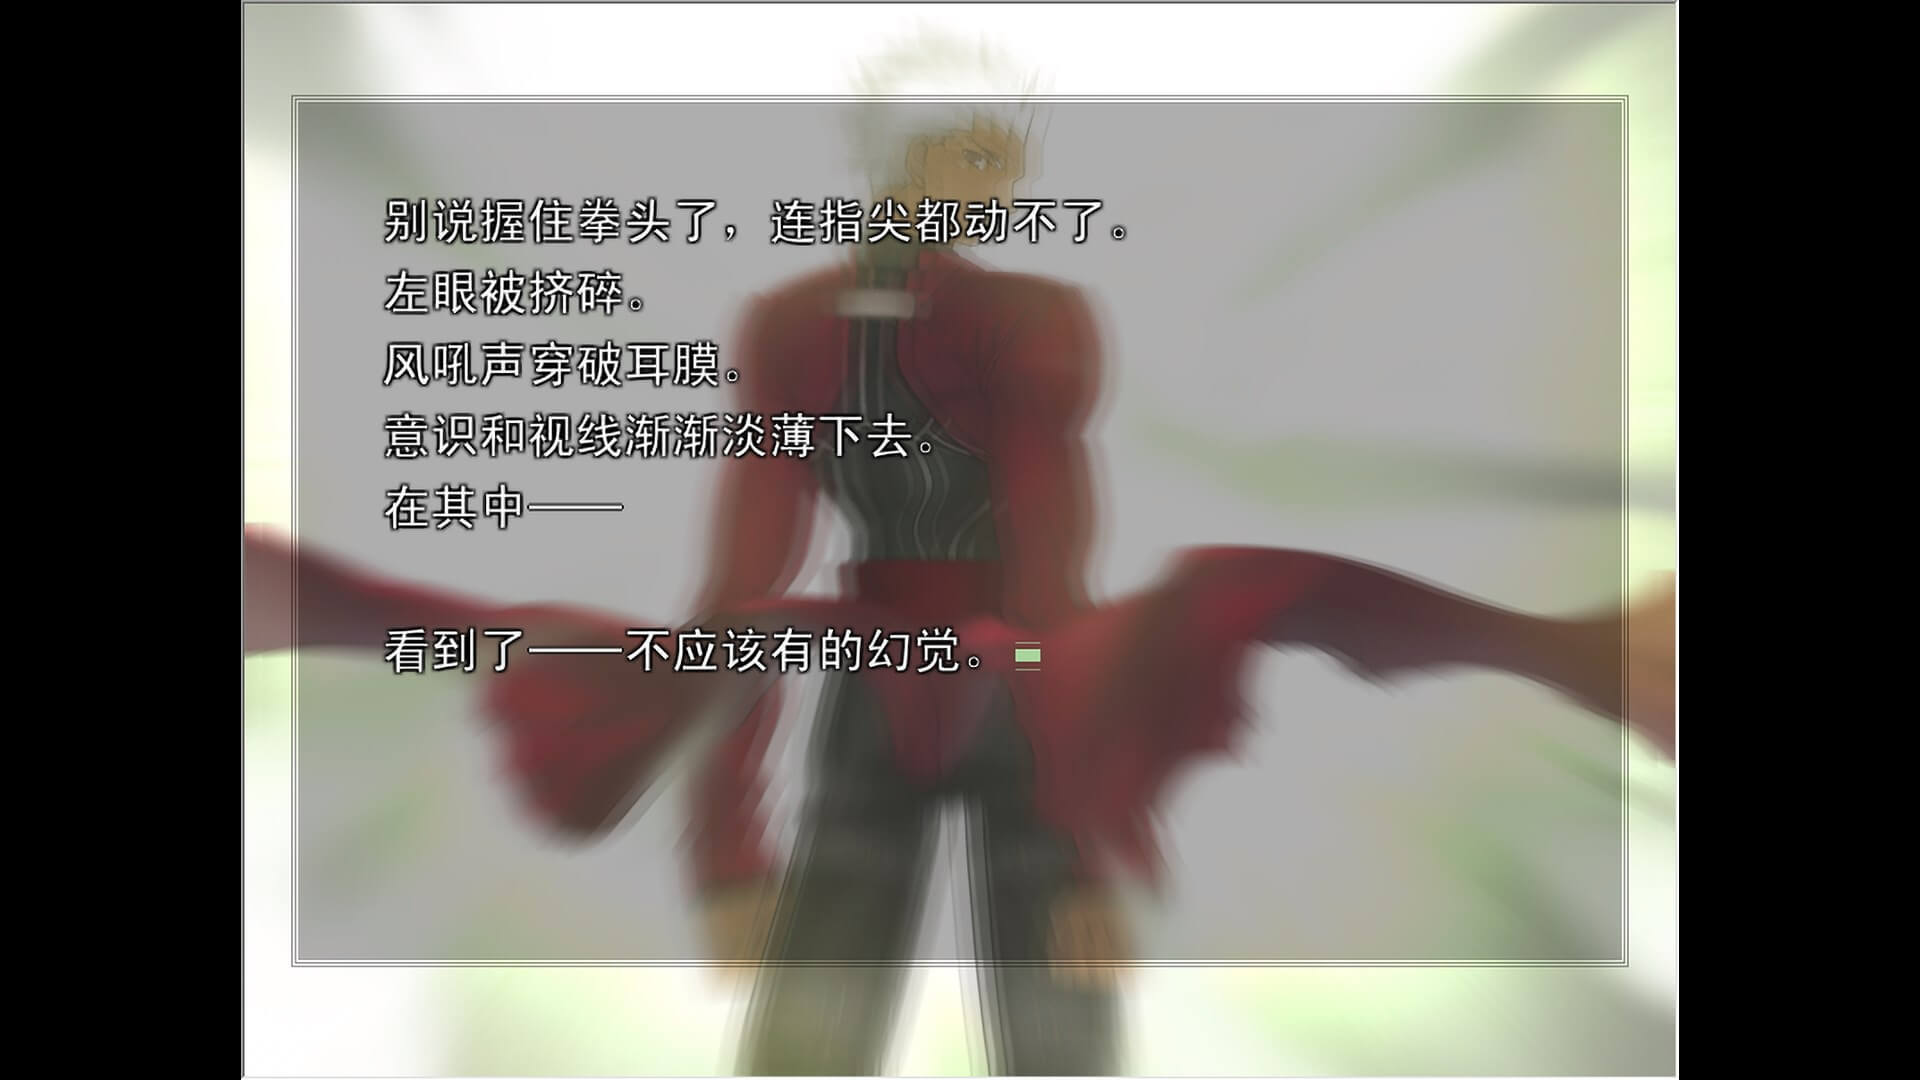 别说握住拳头了，连指尖都动不了。
左眼被挤碎。
风吼声穿破耳膜。
意识和视线渐渐淡薄下去。
在其中——
看到了——不应该有的幻觉。